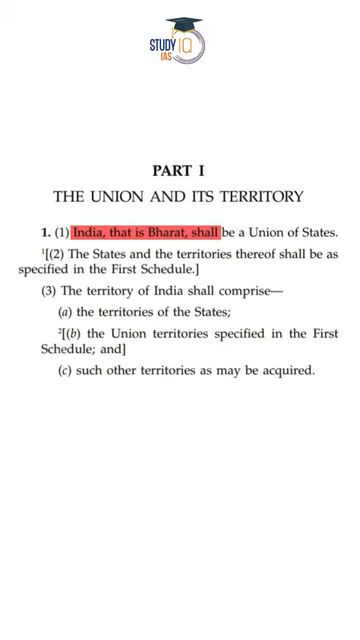 STUDY IQ
IAS
PART I
THE UNION AND ITS TERRITORY
1. (1) India, that is Bharat, shall be a Union of States.
¹[(2) The States and the territories thereof shall be as
specified in the First Schedule.]
(3) The territory of India shall comprise—
(a) the territories of the States;
²[(b) the Union territories specified in the First
Schedule; and]
(c) such other territories as may be acquired.